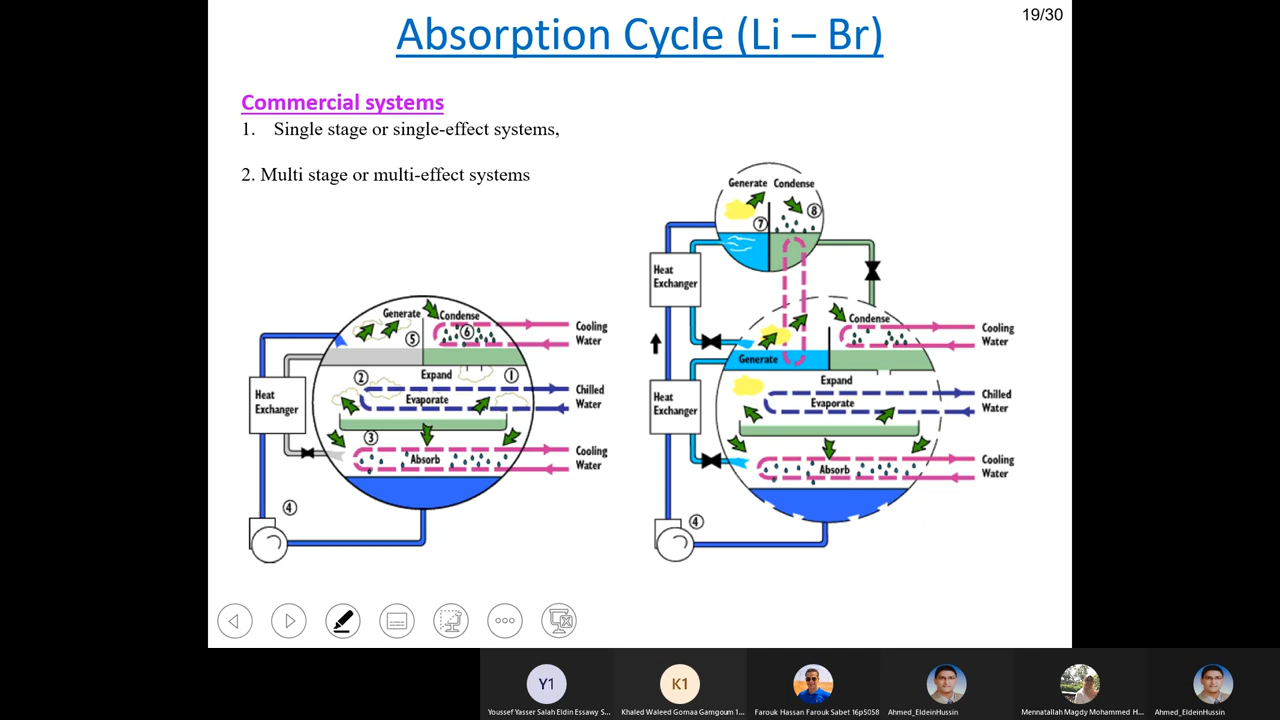 19/30
Absorption Cycle (Li – Br)
Commercial systems
1. Single stage or single-effect systems,
2. Multi stage or multi-effect systems
Generate
Condense
⑤
⑥
Cooling
Water
②
Expand
①
Chilled
Water
Evaporate
Heat
Exchanger
③
Absorb
Cooling
Water
④
Generate Condense
⑦
⑧
Heat
Exchanger
Condense
Cooling
Water
Generate
Expand
Chilled
Water
Evaporate
Heat
Exchanger
Absorb
Cooling
Water
④
Y1
K1
Youssef Yasser Salah Eldin Essawy S...
Khaled Waleed Gomaa Gamgoum 1...
Farouk Hassan Farouk Sabet 16p5058
Ahmed_EldeinHussin
Mennatallah Magdy Mohammed H...
Ahmed_EldeinHussin